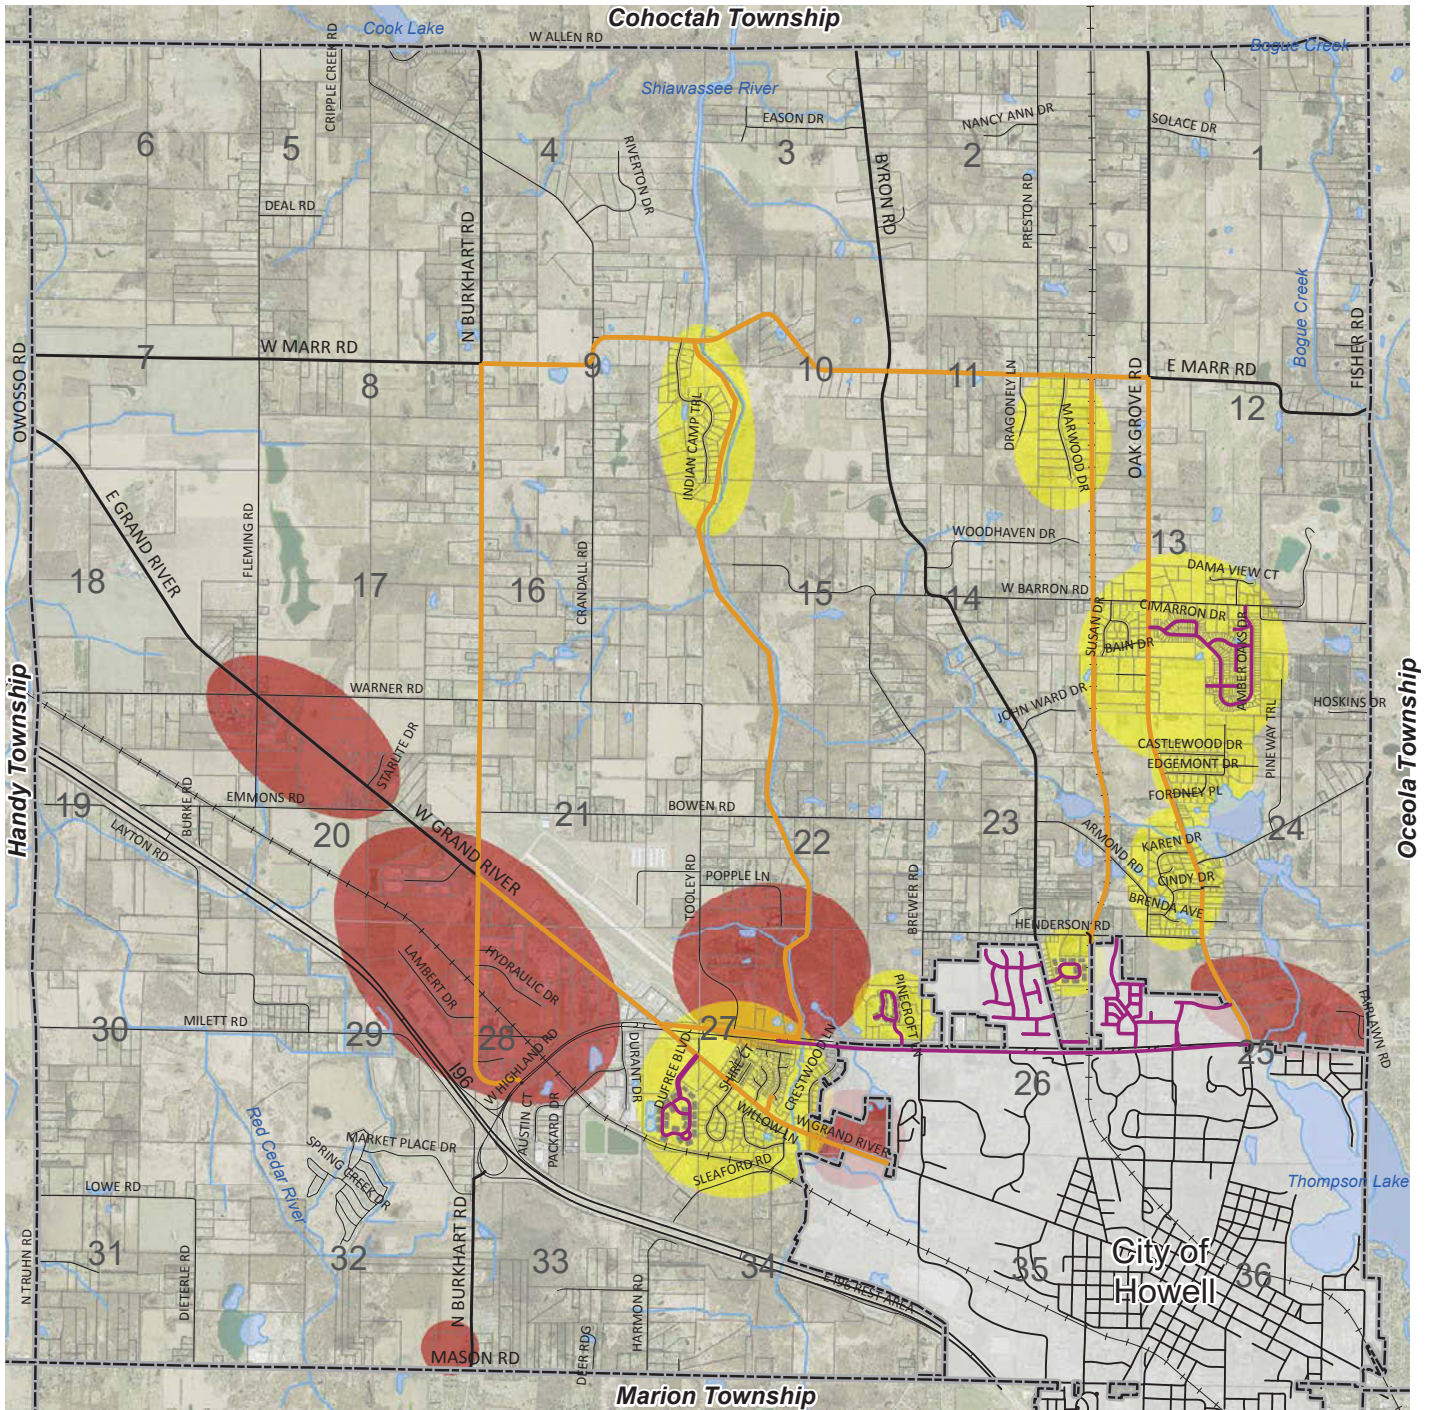 Cohoctah Township
Cook Lake
W ALLEN RD
Bogue Creek
CRIPPLE CREEK RD
Shiawassee River
EASON DR
NANCY ANN DR
SOLACE DR
6
5
4
3
2
1
RIVERTON DR
BYRON RD
PRESTON RD
DEAL RD
N BURKHART RD
Bogue Creek
FISHER RD
OWOSSO RD
7
W MARR RD
8
9
10
11
E MARR RD
12
INDIAN CAMP TRL
DRAGONFLY LN
MARWOOD DR
OAK GROVE RD
E GRAND RIVER
FLEMING RD
CRANDALL RD
WOODHAVEN DR
13
DAMA VIEW CT
18
17
16
15
14
W BARRON RD
CIMARRON DR
SUSAN DR
BAIN DR
AMBER OAKS DR
Handy Township
WARNER RD
JOHN WARD DR
HOSKINS DR
Oceola Township
STARLITE DR
CASTLEWOOD DR
EDGEMONT DR
PINEWAY TRL
FORDNEY PL
19
BURKE RD
EMMONS RD
20
W GRAND RIVER
21
BOWEN RD
22
23
24
LAYTON RD
ARMOND RD
KAREN DR
CINDY DR
BRENDA AVE
TOOLEY RD
POPPLE LN
BREWER RD
HENDERSON RD
LAMBERT DR
HYDRAULIC DR
PINECROFT LN
FAIRLAWN RD
30
MILETT RD
29
28
27
26
25
W HIGHLAND RD
I96
DURANT DR
DUFREE BLVD
SHIRE CT
CRESTWOOD LN
WILLOW LN
W GRAND RIVER
AUSTIN CT
PACKARD DR
SLEAFORD RD
Red Cedar River
MARKET PLACE DR
SPRING CREEK DR
LOWE RD
Thompson Lake
N TRUHN RD
31
DIETERLE RD
32
N BURKHART RD
33
HARMON RD
34
E I96 REST AREA
35
City of
Howell
36
DEER RDG
MASON RD
Marion Township